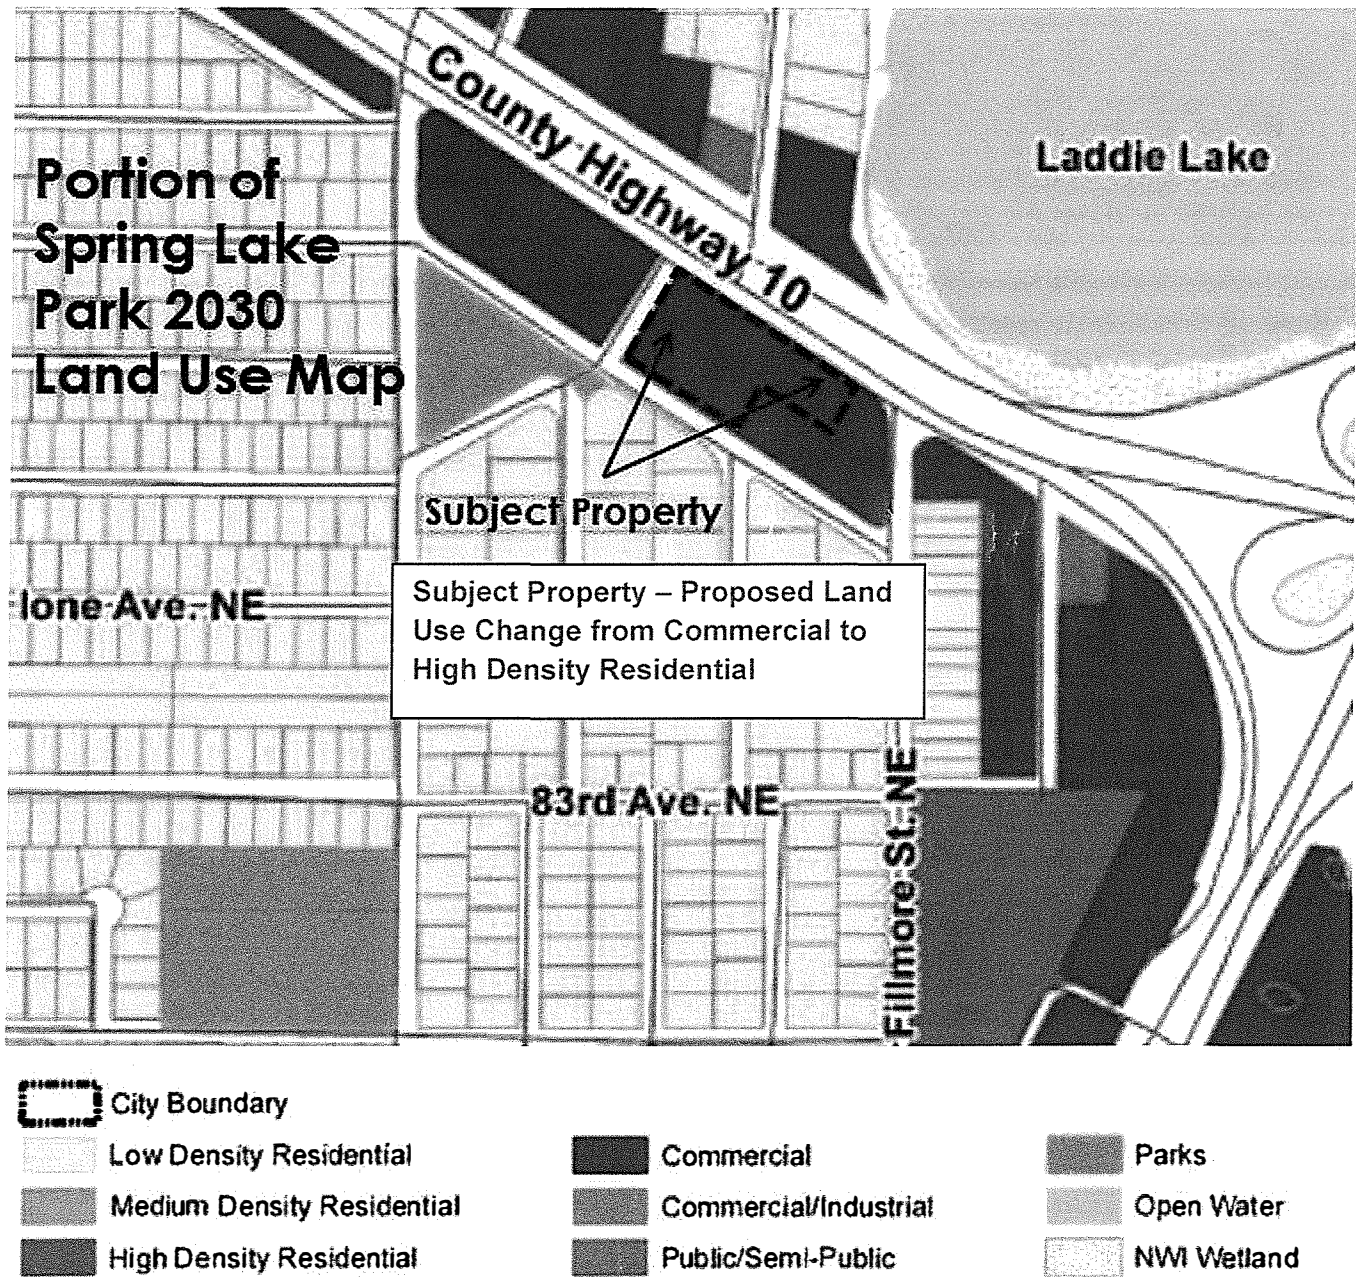 County Highway 10
Laddie Lake
Portion of
Spring Lake
Park 2030
Land Use Map
Subject Property
Subject Property – Proposed Land
Use Change from Commercial to
High Density Residential
Ione Ave. NE
83rd Ave. NE
Fillmore St. NE
City Boundary
Low Density Residential
Medium Density Residential
High Density Residential
Commercial
Commercial/Industrial
Public/Semi-Public
Parks
Open Water
NWI Wetland